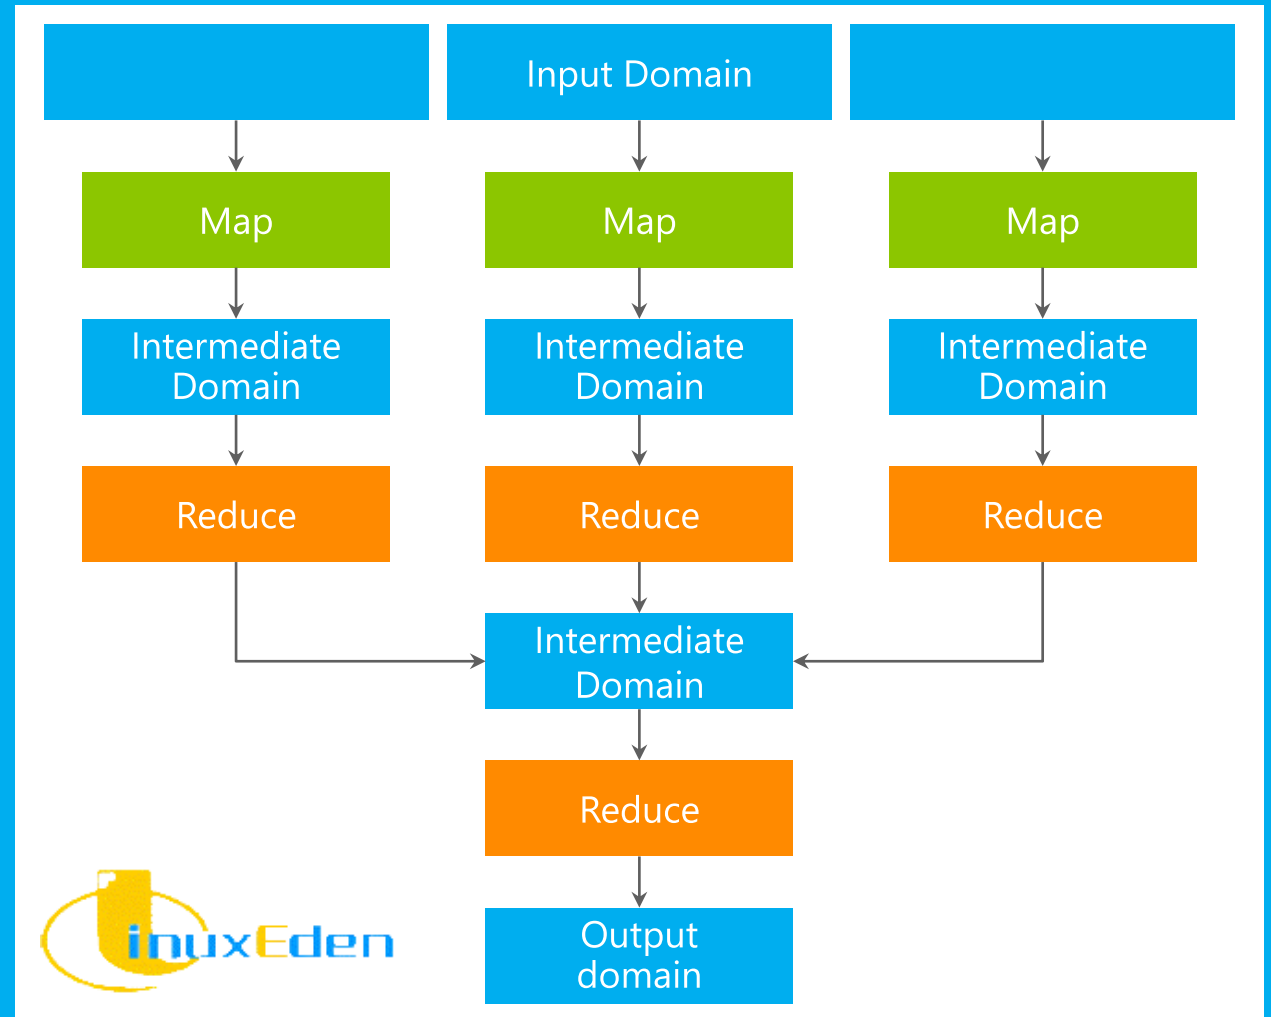 Input Domain
Map
Map
Map
Intermediate
Domain
Intermediate
Domain
Intermediate
Domain
Reduce
Reduce
Reduce
Intermediate
Domain
Reduce
Output
domain
LinuxEden